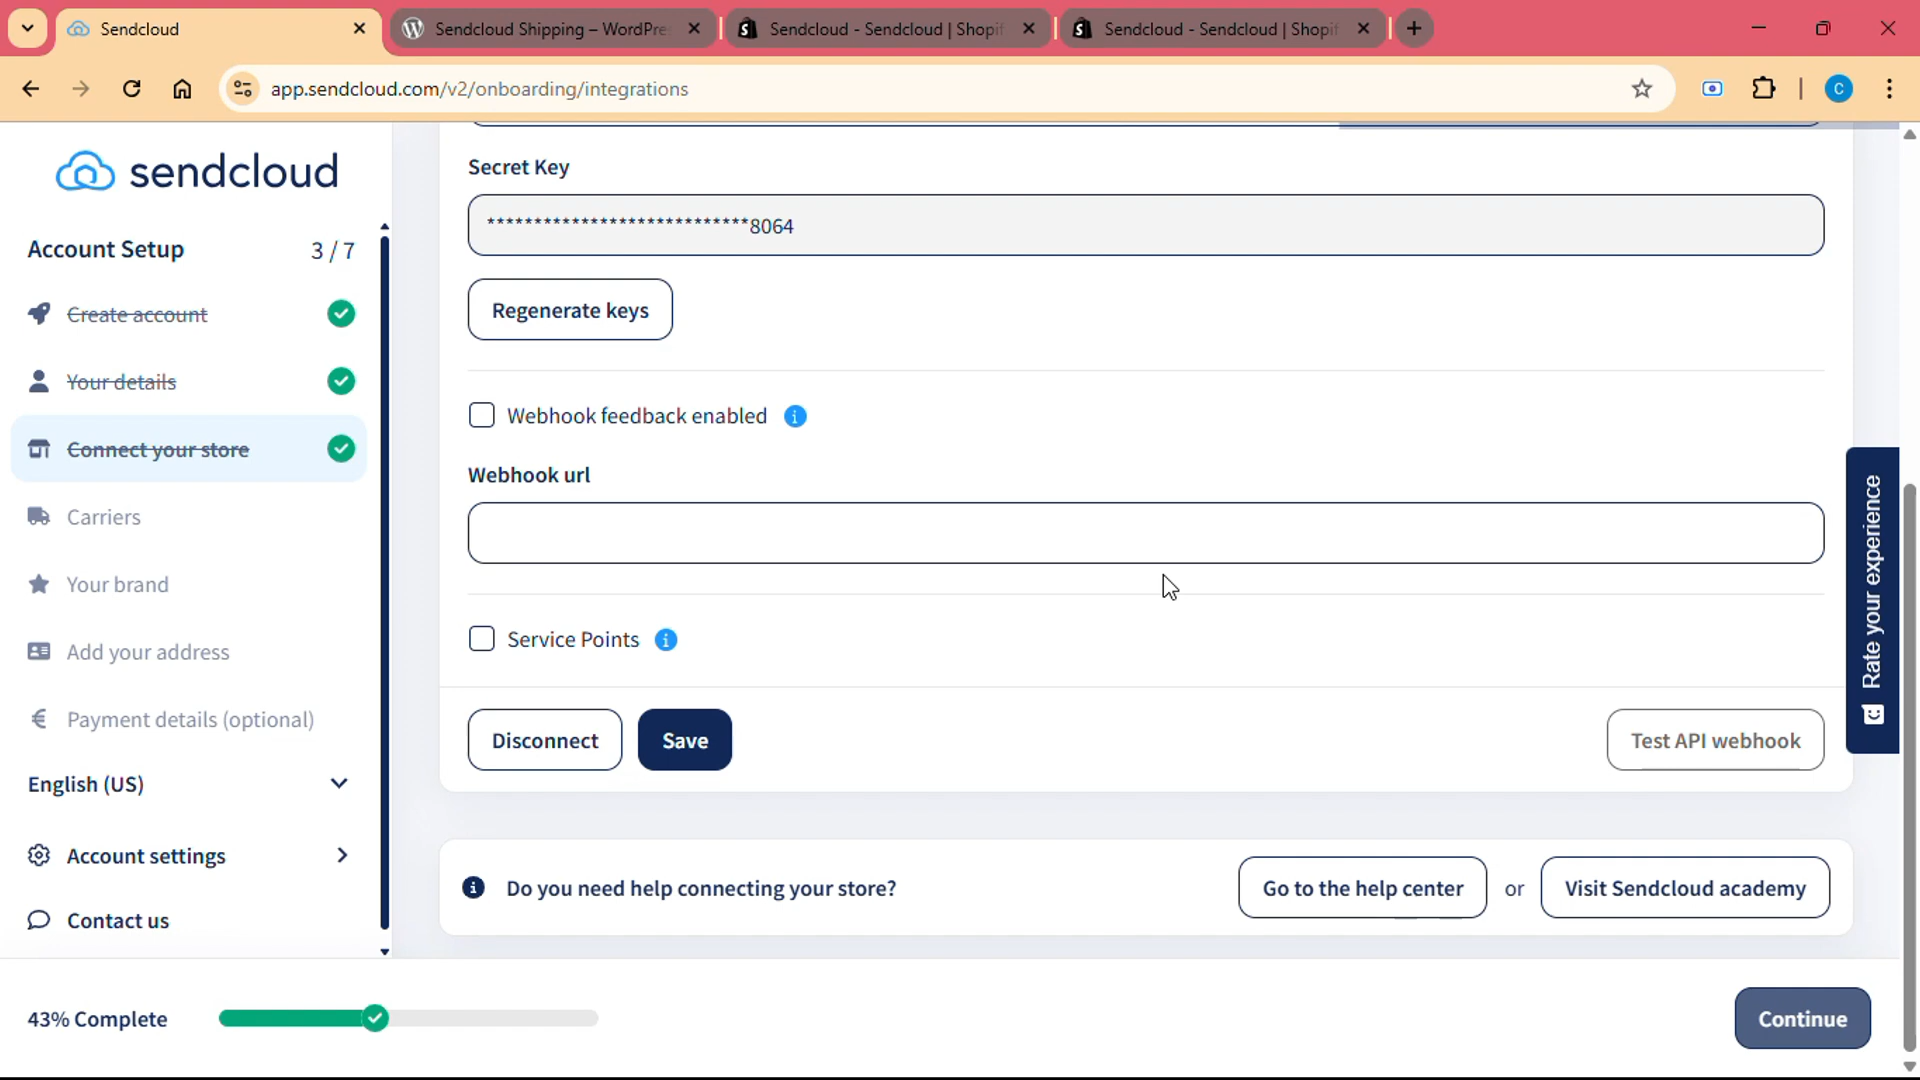 Sendcloud
Sendcloud Shipping – WordPre
Sendcloud - Sendcloud | Shopif
Sendcloud - Sendcloud | Shopif
app.sendcloud.com/v2/onboarding/integrations
C
sendcloud
Account Setup 3 / 7
Create account
Your details
Connect your store
Carriers
Your brand
Add your address
Payment details (optional)
English (US)
Account settings
Contact us
Secret Key
****************************8064
Regenerate keys
Webhook feedback enabled
Webhook url
Service Points
Disconnect
Save
Test API webhook
Do you need help connecting your store?
Go to the help center
or
Visit Sendcloud academy
Rate your experience
43% Complete
Continue